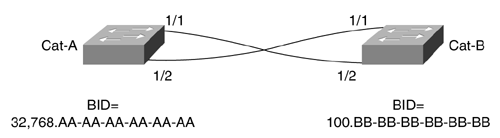 1/1
1/1
Cat-A
Cat-B
1/2
1/2
BID=
32,768.AA-AA-AA-AA-AA-AA
BID=
100.BB-BB-BB-BB-BB-BB